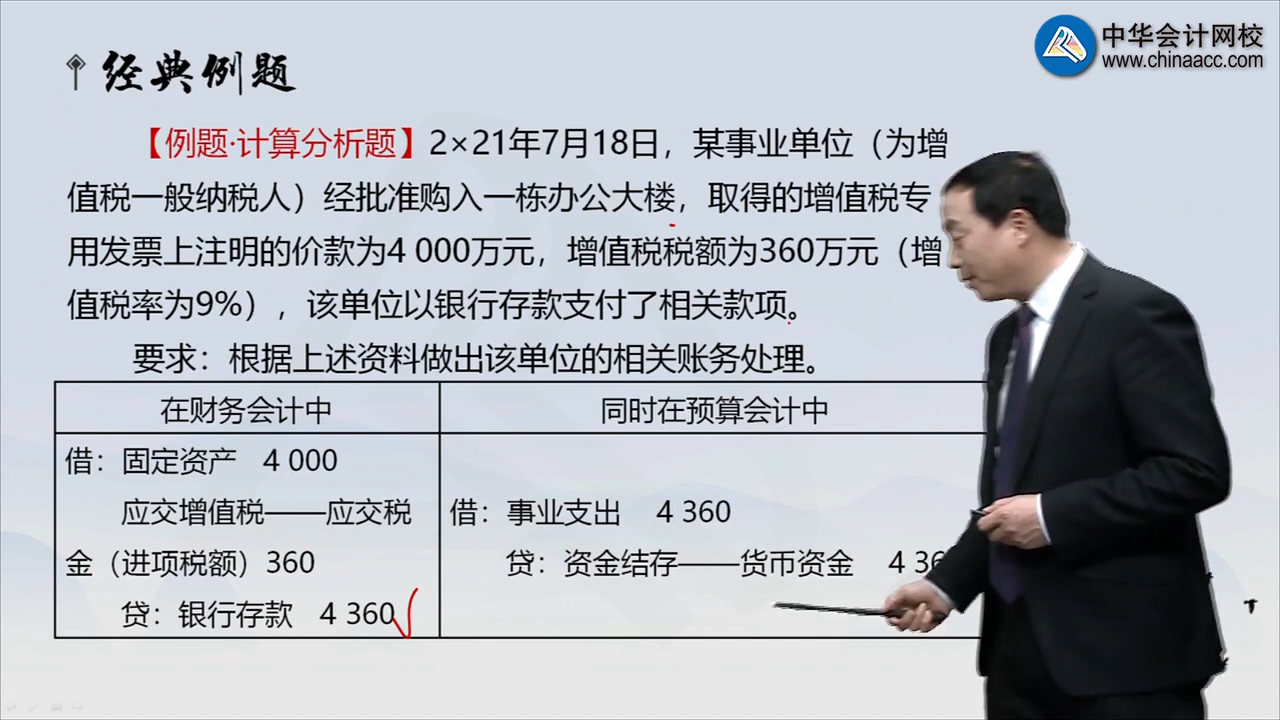 中华会计网校
www.chinaacc.com
经典例题
【例题·计算分析题】2×21年7月18日，某事业单位（为增
值税一般纳税人）经批准购入一栋办公大楼，取得的增值税专
用发票上注明的价款为4 000万元，增值税税额为360万元（增
值税率为9%），该单位以银行存款支付了相关款项。
要求：根据上述资料做出该单位的相关账务处理。
在财务会计中
同时在预算会计中
借：固定资产 4 000
应交增值税——应交税
金（进项税额）360
贷：银行存款 4 360
借：事业支出 4 360
贷：资金结存——货币资金 4 36